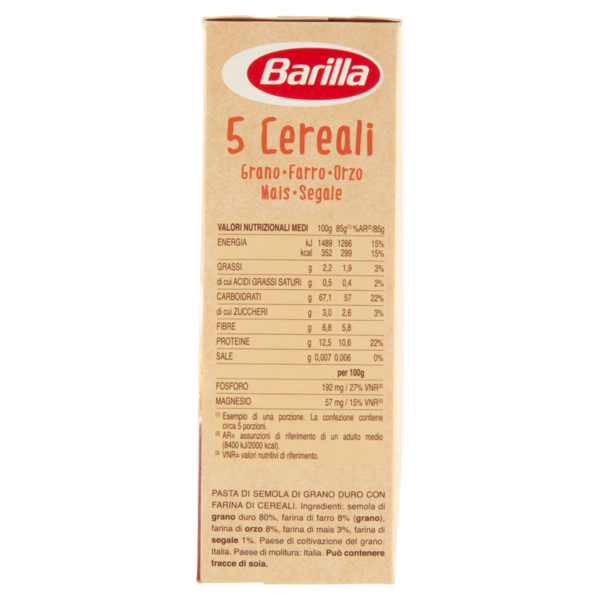 Barilla
5 Cereali
Grano•Farro•Orzo
Mais•Segale
VALORI NUTRIZIONALI MEDI 100g 85g(1) %AR(2)/85g
ENERGIA kJ 1489 1266 15%
kcal 352 299 15%
GRASSI g 2,2 1,9 3%
di cui ACIDI GRASSI SATURI g 0,5 0,4 2%
CARBOIDRATI g 67,1 57 22%
di cui ZUCCHERI g 3,0 2,6 3%
FIBRE g 6,8 5,8
PROTEINE g 12,5 10,6 22%
SALE g 0,007 0,006 0%
per 100g
FOSFORO 192 mg / 27% VNR(3)
MAGNESIO 57 mg / 15% VNR(3)
(1) Esempio di una porzione. La confezione contiene
circa 5 porzioni.
(2) AR= assunzioni di riferimento di un adulto medio
(8400 kJ/2000 kcal).
(3) VNR= valori nutritivi di riferimento.
PASTA DI SEMOLA DI GRANO DURO CON
FARINA DI CEREALI. Ingredienti: semola di
grano duro 80%, farina di farro 8% (grano),
farina di orzo 8%, farina di mais 3%, farina di
segale 1%. Paese di coltivazione del grano:
Italia. Paese di molitura: Italia. Può contenere
tracce di soia.